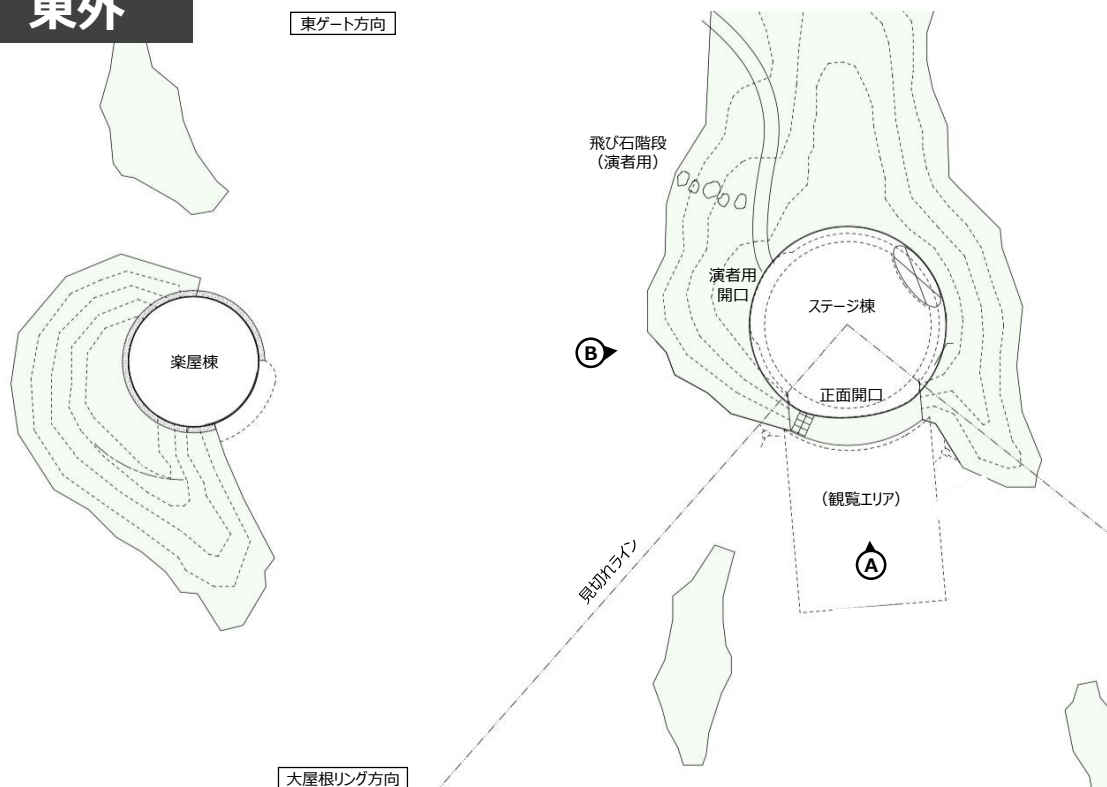 東外
東ゲート方向
飛び石階段
（演者用）
演者用
開口
ステージ棟
楽屋棟
B
正面開口
（観覧エリア）
A
見切れライン
大屋根リング方向